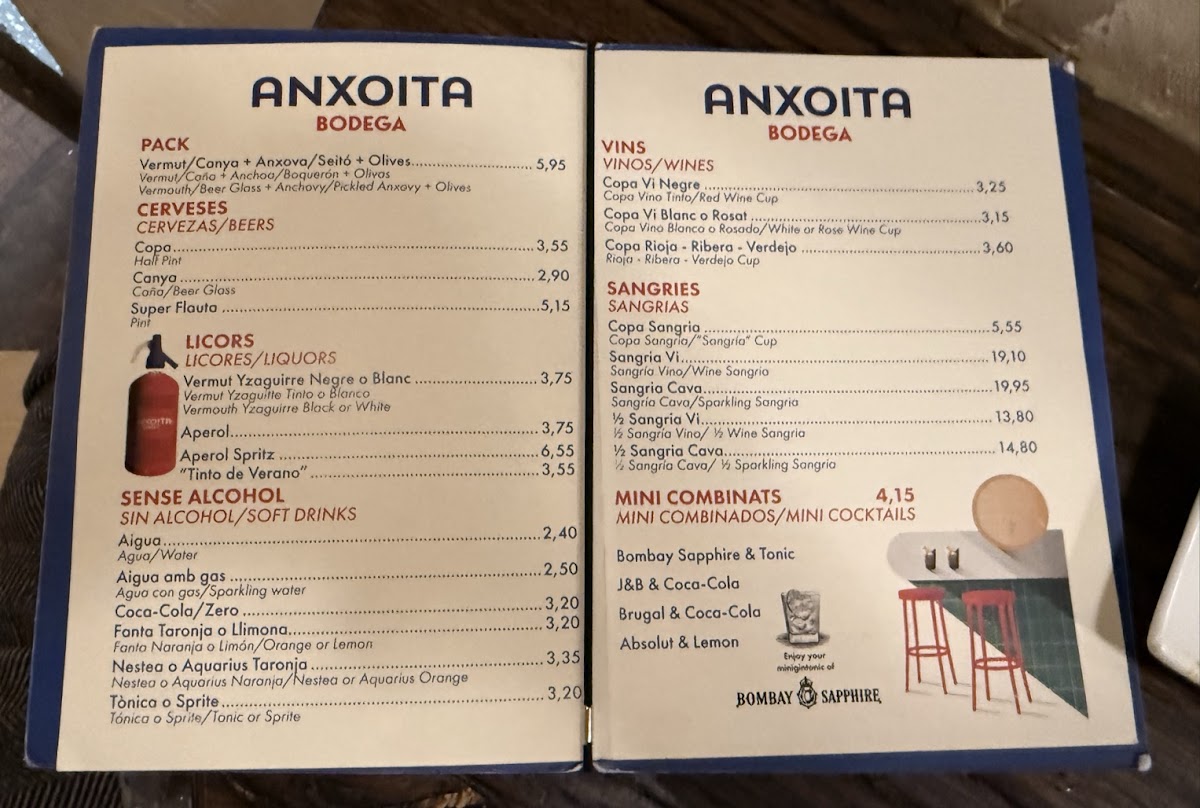 ANXOITA
BODEGA
PACK
Vermut/Canya + Anxova/Seitó + Olives.................... 5,95
Vermut/Caña + Anchoa/Boquerón + Olivas
Vermouth/Beer Glass + Anchovy/Pickled Anxovy + Olives
CERVESES
CERVEZAS/BEERS
Copa.................... 3,55
Half Pint
Canya.................... 2,90
Caña/Beer Glass
Super Flauta.................... 5,15
Pint
LICORS
LICORES/LIQUORS
Vermut Yzaguirre Negre o Blanc.................... 3,75
Vermut Yzaguitte Tinto o Blanco
Vermouth Yzaguirre Black or White
Aperol.................... 3,75
Aperol Spritz.................... 6,55
"Tinto de Verano".................... 3,55
ANXOITA
SENSE ALCOHOL
SIN ALCOHOL/SOFT DRINKS
Aigua.................... 2,40
Agua/Water
Aigua amb gas.................... 2,50
Agua con gas/Sparkling water
Coca-Cola/Zero.................... 3,20
Fanta Taronja o Llimona.................... 3,20
Fanta Naranja o Limón/Orange or Lemon
Nestea o Aquarius Taronja.................... 3,35
Nestea o Aquarius Naranja/Nestea or Aquarius Orange
Tònica o Sprite.................... 3,20
Tónica o Sprite/Tonic or Sprite
ANXOITA
BODEGA
VINS
VINOS/WINES
Copa Vi Negre.................... 3,25
Copa Vino Tinto/Red Wine Cup
Copa Vi Blanc o Rosat.................... 3,15
Copa Vino Blanco o Rosado/White or Rose Wine Cup
Copa Rioja - Ribera - Verdejo.................... 3,60
Rioja - Ribera - Verdejo Cup
SANGRIES
SANGRIAS
Copa Sangria.................... 5,55
Copa Sangría/"Sangria" Cup
Sangria Vi.................... 19,10
Sangría Vino/Wine Sangria
Sangria Cava.................... 19,95
Sangría Cava/Sparkling Sangria
½ Sangria Vi.................... 13,80
½ Sangría Vino/ ½ Wine Sangria
½ Sangria Cava.................... 14,80
½ Sangría Cava/ ½ Sparkling Sangria
MINI COMBINATS 4,15
MINI COMBINADOS/MINI COCKTAILS
Bombay Sapphire & Tonic
J&B & Coca-Cola
Brugal & Coca-Cola
Absolut & Lemon
Enjoy your
minigintonic of
BOMBAY SAPPHIRE